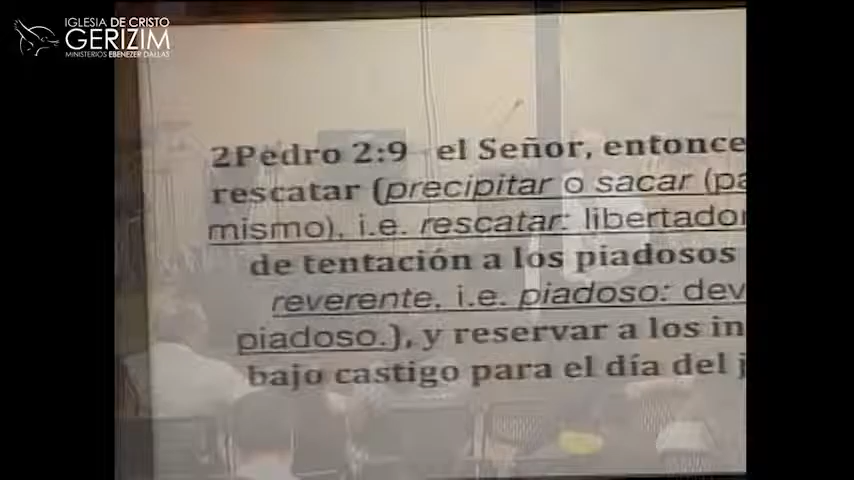 IGLESIA DE CRISTO
GERIZIM
MINISTERIOS EBENEZER DALLAS
2Pedro 2:9 el Señor, entonce
rescatar (precipitar o sacar (pa
mismo), i.e. rescatar: libertador
de tentación a los piadosos
reverente, i.e. piadoso: dev
piadoso.), y reservar a los in
bajo castigo para el día del j